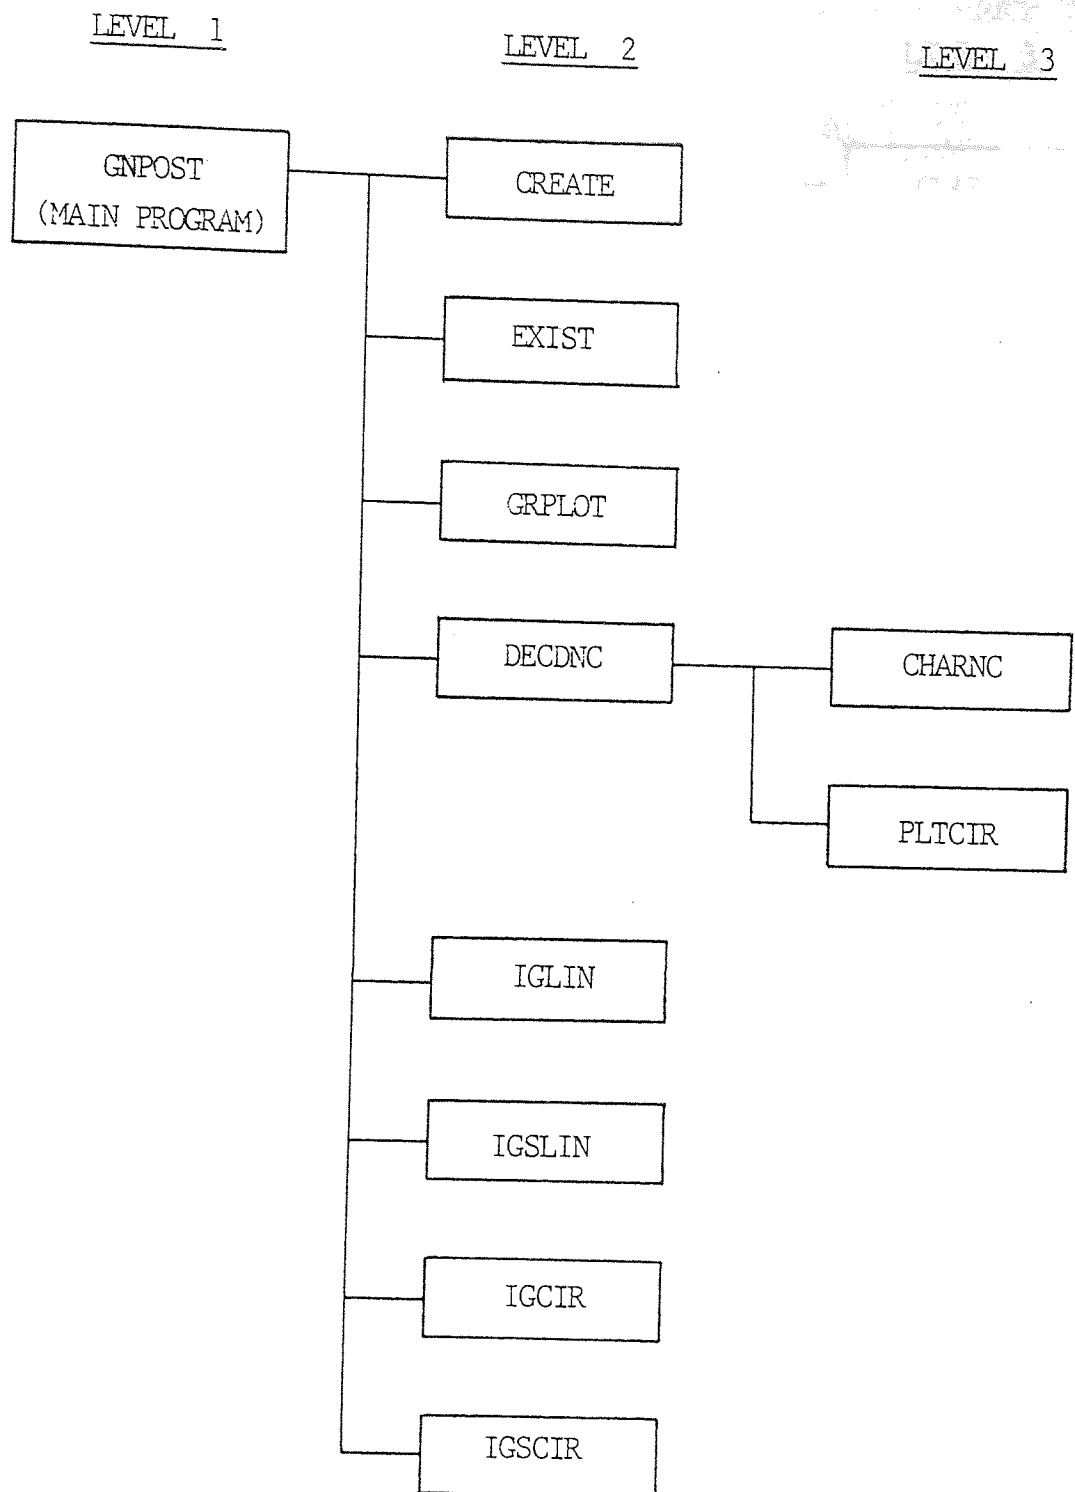 LEVEL 1
LEVEL 2
LEVEL 3
GNPOST
(MAIN PROGRAM)
CREATE
EXIST
GRPLOT
DECDNC
CHARNC
PLTCIR
IGLIN
IGSLIN
IGCIR
IGSCIR